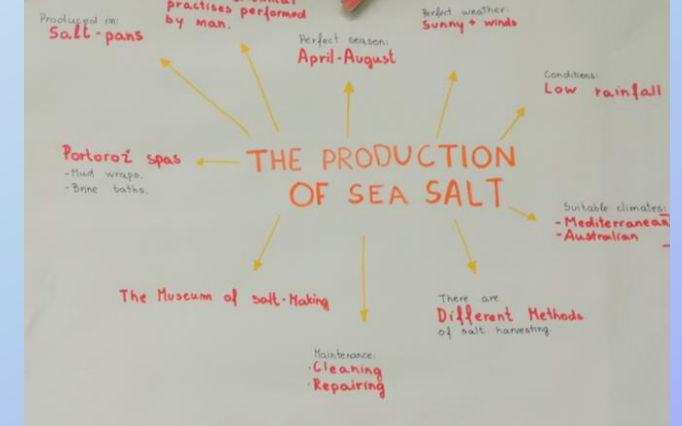 Produced in:
Salt-pans
practises performed
by man.
Perfect season:
April-August
Perfect weather:
Sunny + winds
Conditions:
Low rainfall
Portorož spas
-Mud wraps.
-Brine baths.
THE PRODUCTION
OF SEA SALT
Suitable climates:
-Mediterranean
-Australian
The Museum of salt-Making
There are
Different Methods
of salt harvesting.
Maintenance:
·Cleaning
·Repairing